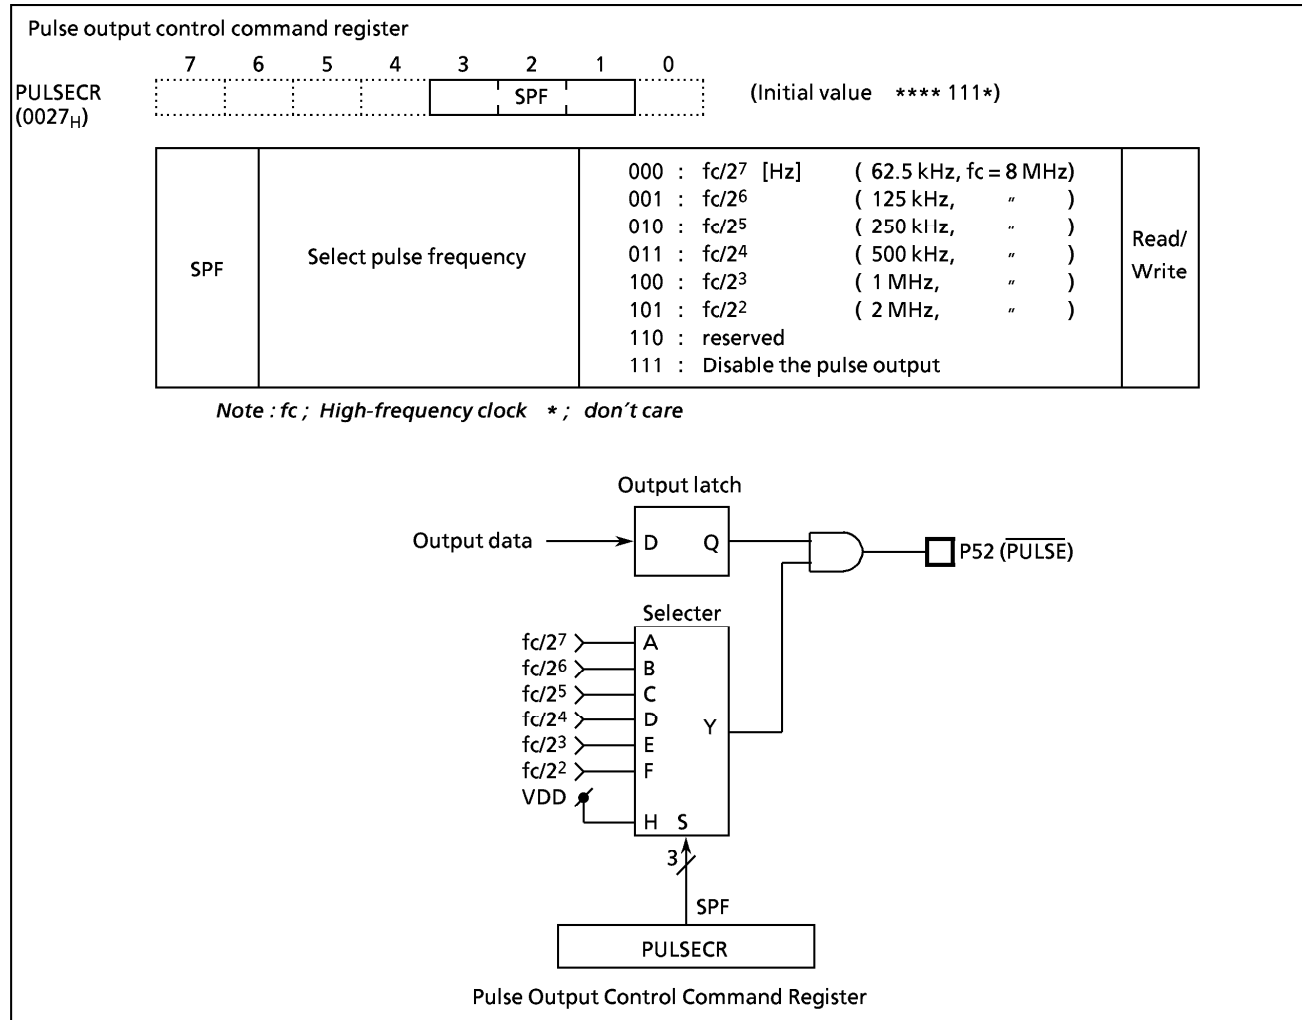 Pulse output control command register
7 6 5 4 3 2 1 0
PULSECR
(0027H)
SPF
(Initial value **** 111*)
SPF
Select pulse frequency
000 : fc/2⁷ [Hz] ( 62.5 kHz, fc = 8 MHz)
001 : fc/2⁶ ( 125 kHz, 〃 )
010 : fc/2⁵ ( 250 kHz, 〃 )
011 : fc/2⁴ ( 500 kHz, 〃 )
100 : fc/2³ ( 1 MHz, 〃 )
101 : fc/2² ( 2 MHz, 〃 )
110 : reserved
111 : Disable the pulse output
Read/
Write
Note : fc ; High-frequency clock * ; don´t care
Output latch
Output data
D Q
P52 (PULSE)
Selecter
fc/2⁷ A
fc/2⁶ B
fc/2⁵ C
fc/2⁴ D
Y
fc/2³ E
fc/2² F
VDD
H S
3
SPF
PULSECR
Pulse Output Control Command Register